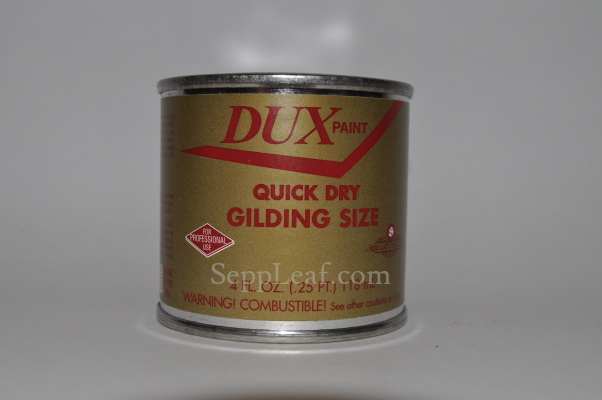 DUX PAINT
QUICK DRY
GILDING SIZE
FOR
PROFESSIONAL
USE
SeppLeaf.com
4 FL. OZ. (.25 PT.) 118
WARNING! COMBUSTIBLE! See other cautions